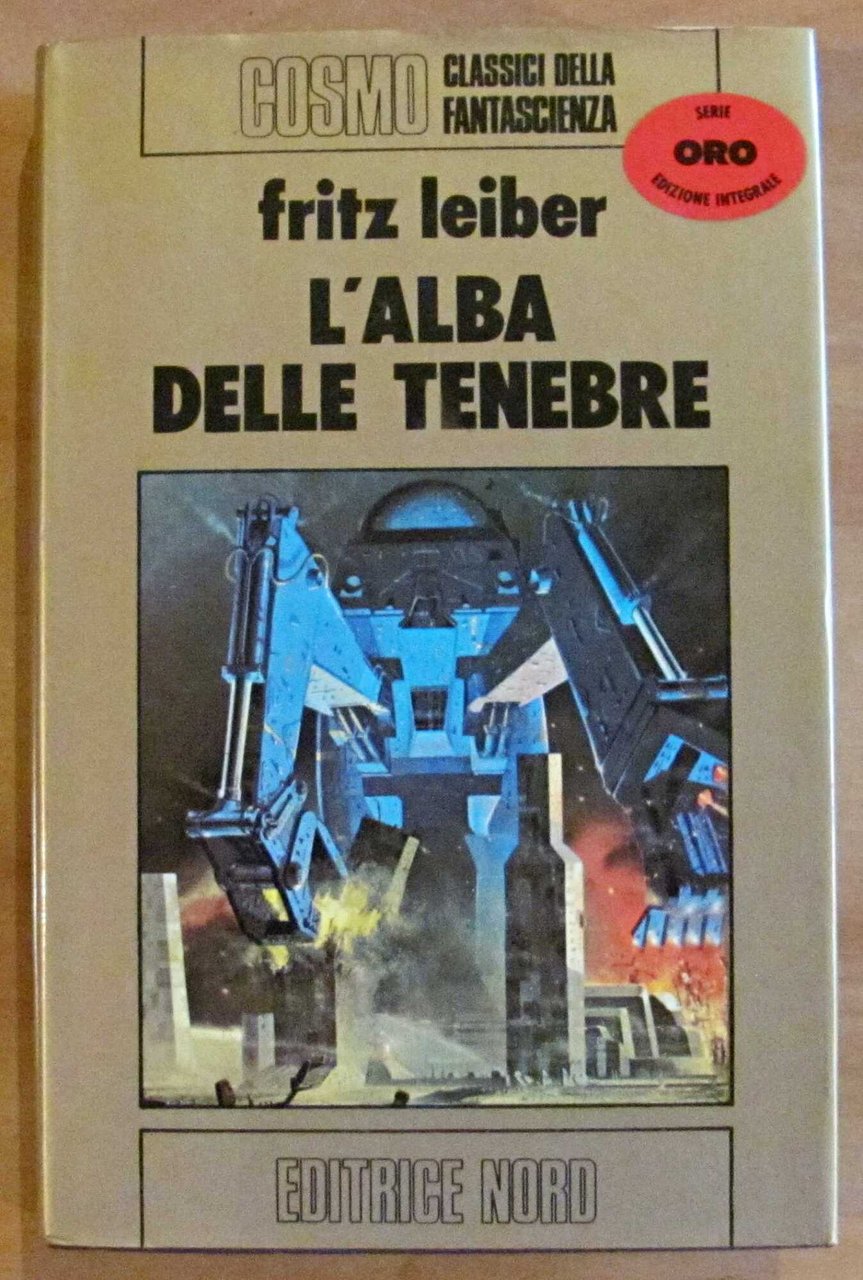 COSMO
CLASSICI DELLA
FANTASCIENZA
SERIE
ORO
EDIZIONE INTEGRALE
fritz leiber
L'ALBA
DELLE TENEBRE
EDITRICE NORD